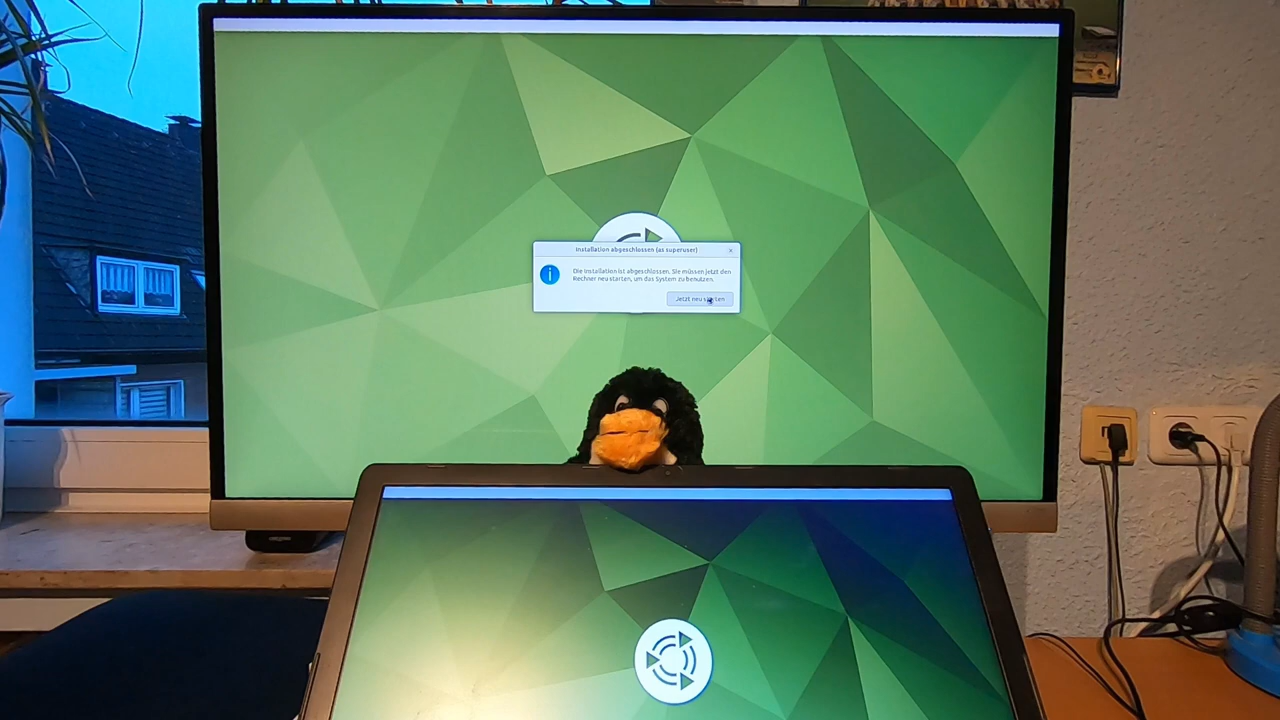 Installation abgeschlossen (as superuser)
Die Installation ist abgeschlossen. Sie müssen jetzt den
Rechner neu starten, um das System zu benutzen.
Jetzt neu starten